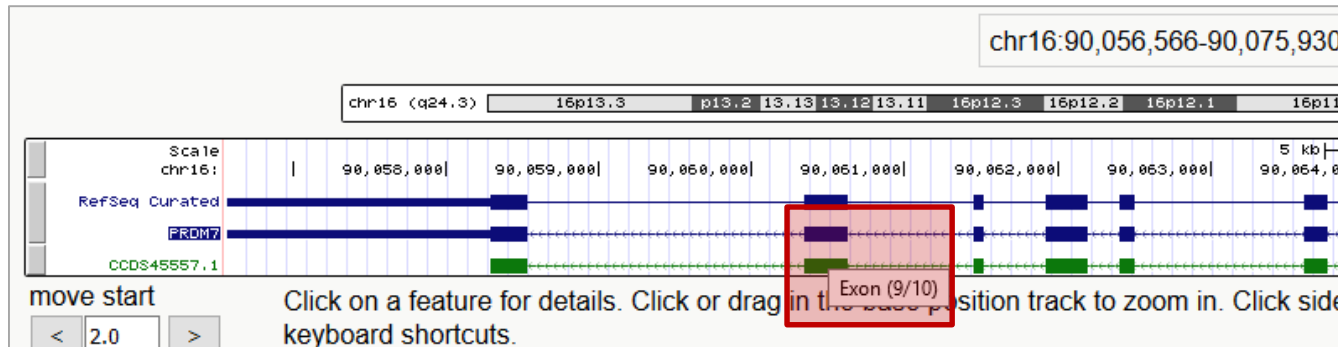 chr16:90,056,566-90,075,930
chr16 (q24.3) 16p13.3 p13.2 13.13 13.12 13.11 16p12.3 16p12.2 16p12.1 16p11
Scale 5 kb
chr16: 90,058,000 90,059,000 90,060,000 90,061,000 90,062,000 90,063,000 90,064,0
RefSeq Curated
PRDM7
CCDS45557.1
Exon (9/10)
move start Click on a feature for details. Click or drag in the base position track to zoom in. Click side
< 2.0 > keyboard shortcuts.